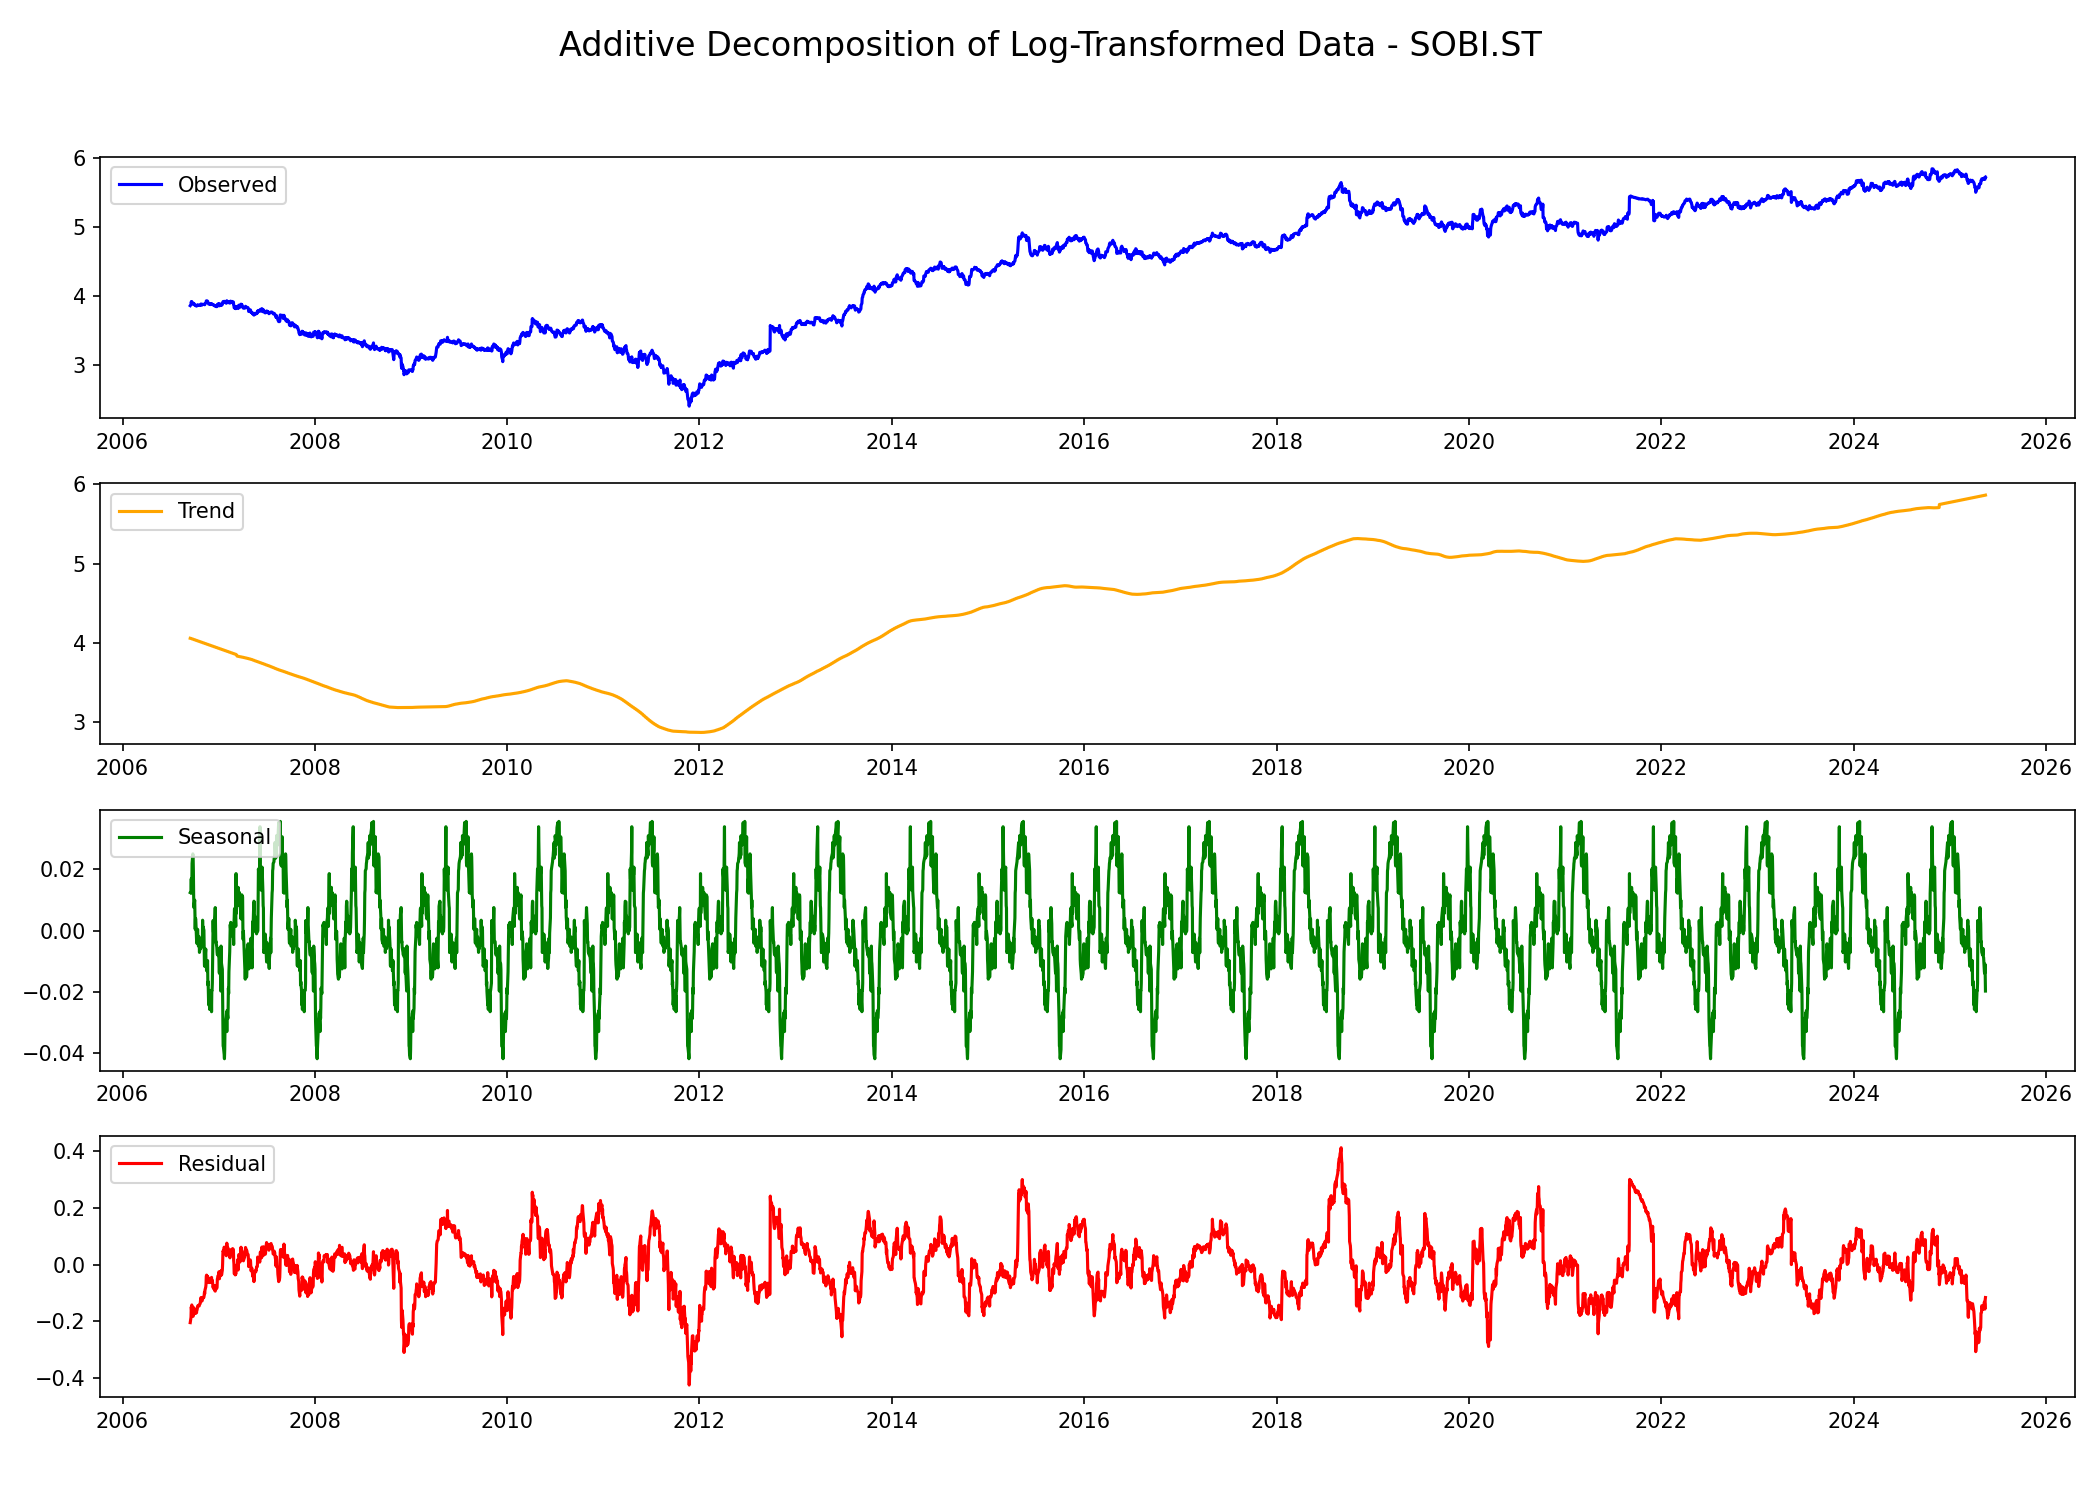 Additive Decomposition of Log-Transformed Data - SOBI.ST
6
5
4
3
Observed
2006 2008 2010 2012 2014 2016 2018 2020 2022 2024 2026
6
5
4
3
Trend
2006 2008 2010 2012 2014 2016 2018 2020 2022 2024 2026
0.02
0.00
−0.02
−0.04
Seasonal
2006 2008 2010 2012 2014 2016 2018 2020 2022 2024 2026
0.4
0.2
0.0
−0.2
−0.4
Residual
2006 2008 2010 2012 2014 2016 2018 2020 2022 2024 2026